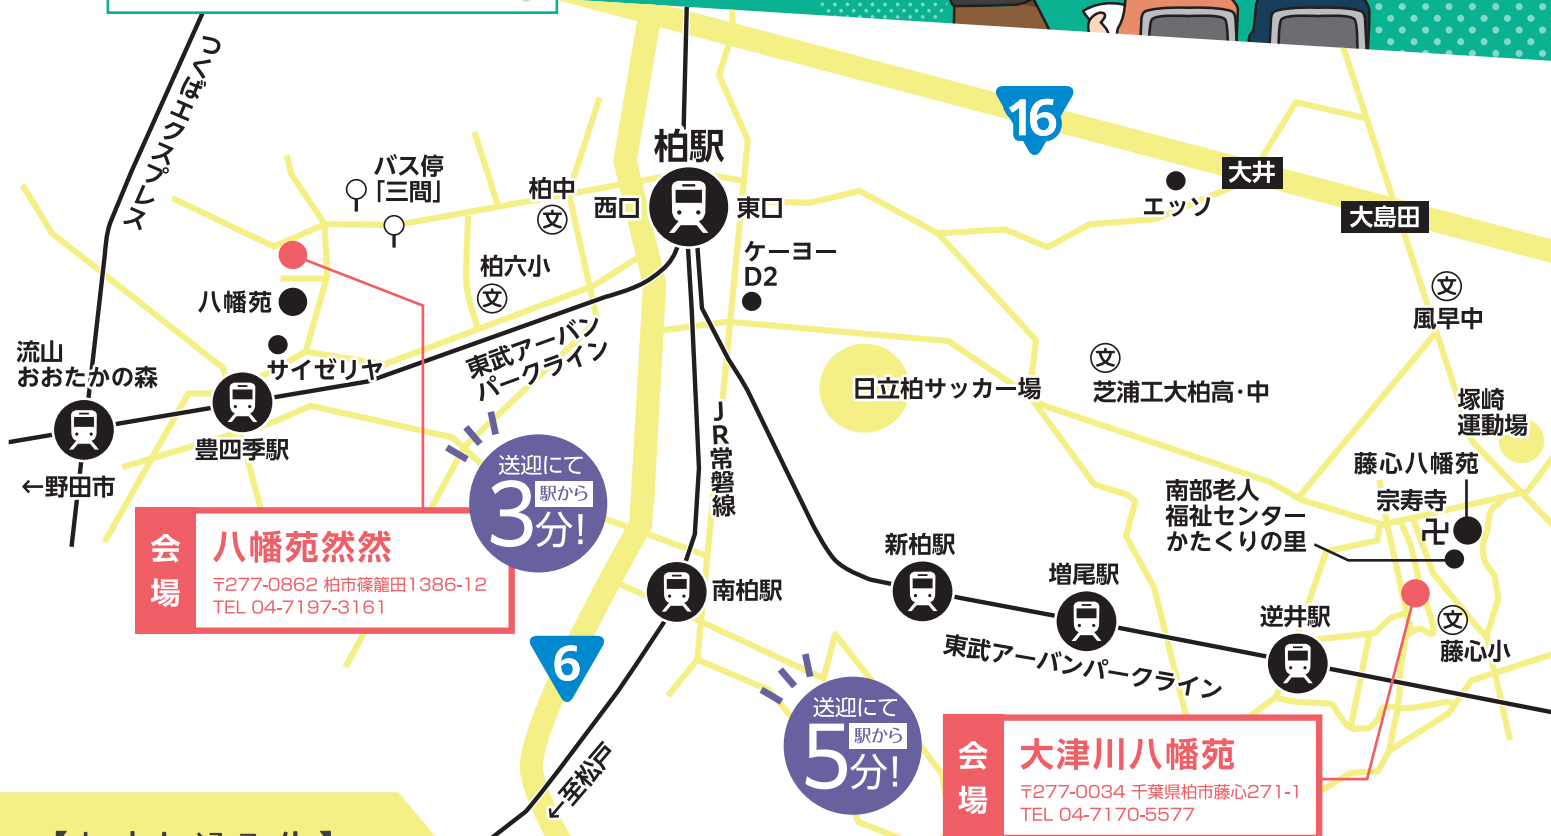 つくばエクスプレス
バス停
「三間」
柏中
文
柏駅
西口
東口
16
エッソ
大井
大島田
ケーヨー
D2
柏六小
文
八幡苑
サイゼリヤ
流山
おおたかの森
豊四季駅
←野田市
東武アーバン
パークライン
JR常磐線
日立柏サッカー場
文
芝浦工大柏高・中
文
風早中
塚崎
運動場
藤心八幡苑
宗寿寺
卍
南部老人
福祉センター
かたくりの里
送迎にて
駅から
3分!
会場
八幡苑然然
〒277-0862 柏市篠籠田1386-12
TEL 04-7197-3161
南柏駅
新柏駅
増尾駅
逆井駅
東武アーバンパークライン
文
藤心小
6
←至松戸
送迎にて
駅から
5分!
会場
大津川八幡苑
〒277-0034 千葉県柏市藤心271-1
TEL 04-7170-5577